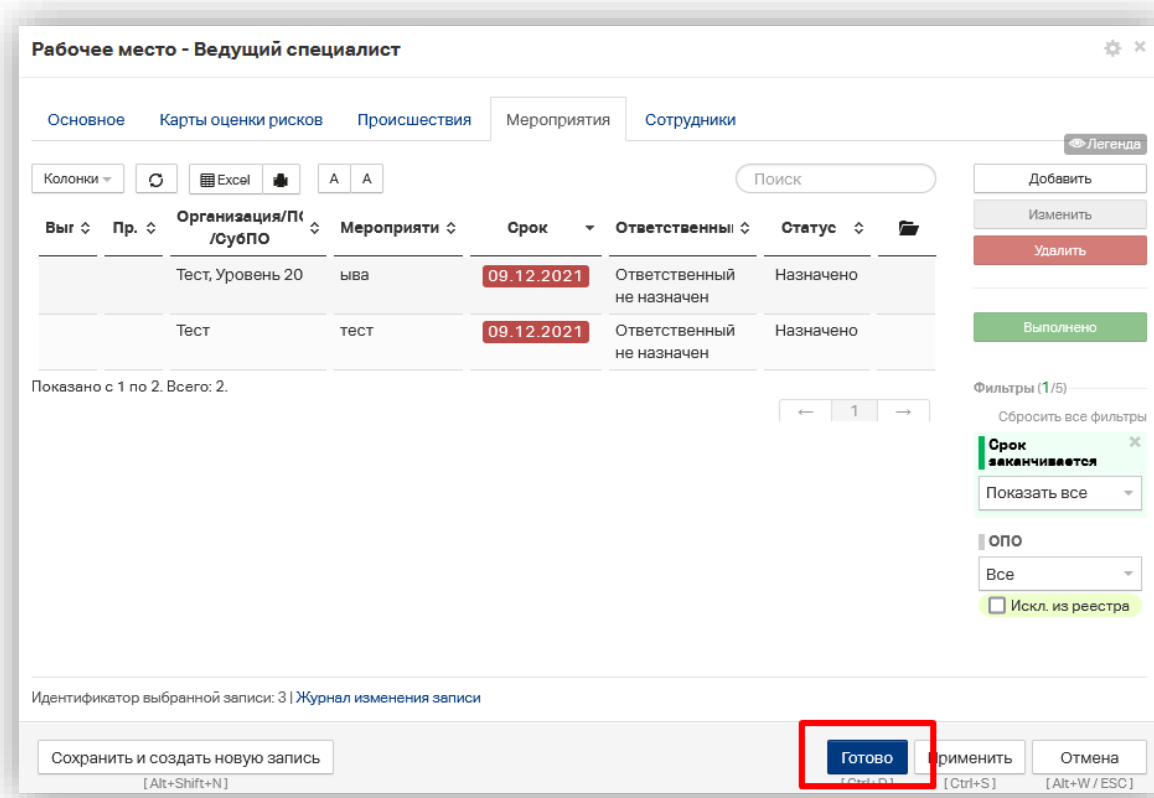 Рабочее место - Ведущий специалист
Основное Карты оценки рисков Происшествия Мероприятия Сотрудники
Легенда
Колонки Excel A A Поиск Добавить
Изменить
Удалить
Выг Пр. Организация/ПО /СубПО Мероприяти Срок Ответственны Статус
Тест, Уровень 20 ыва 09.12.2021 Ответственный не назначен Назначено
Тест тест 09.12.2021 Ответственный не назначен Назначено
Выполнено
Показано с 1 по 2. Всего: 2.
← 1 →
Фильтры (1/5)
Сбросить все фильтры
Срок
заканчивается
Показать все
ОПО
Все
Искл. из реестра
Идентификатор выбранной записи: 3 | Журнал изменения записи
Сохранить и создать новую запись Готово Применить Отмена
[Alt+Shift+N] [Ctrl+D] [Ctrl+S] [Alt+W / ESC]